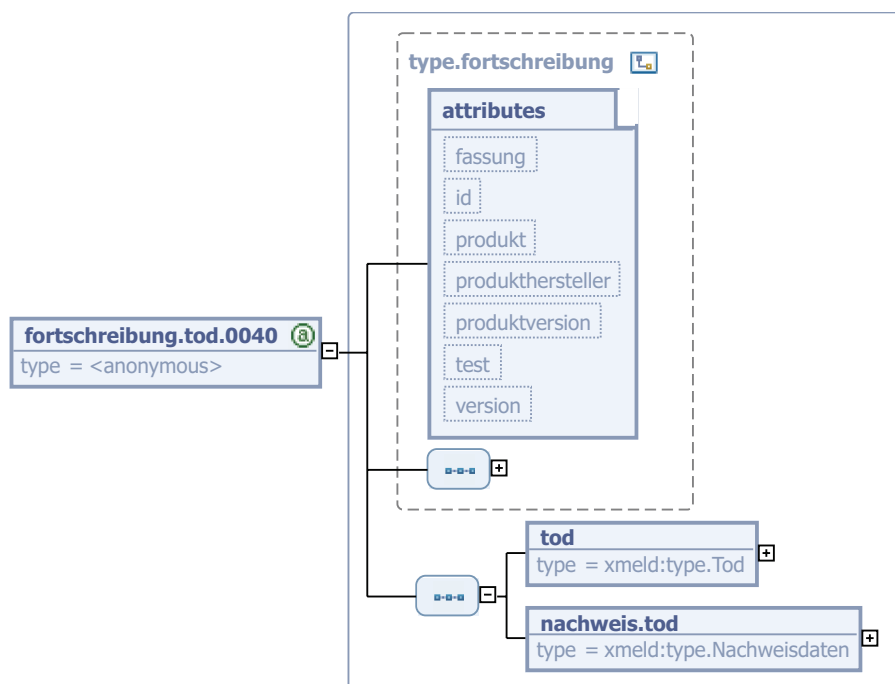 type.fortschreibung
attributes
fassung
id
produkt
produkthersteller
produktversion
test
version
fortschreibung.tod.0040 @
type = <anonymous>
tod
type = xmeld:type.Tod
nachweis.tod
type = xmeld:type.Nachweisdaten